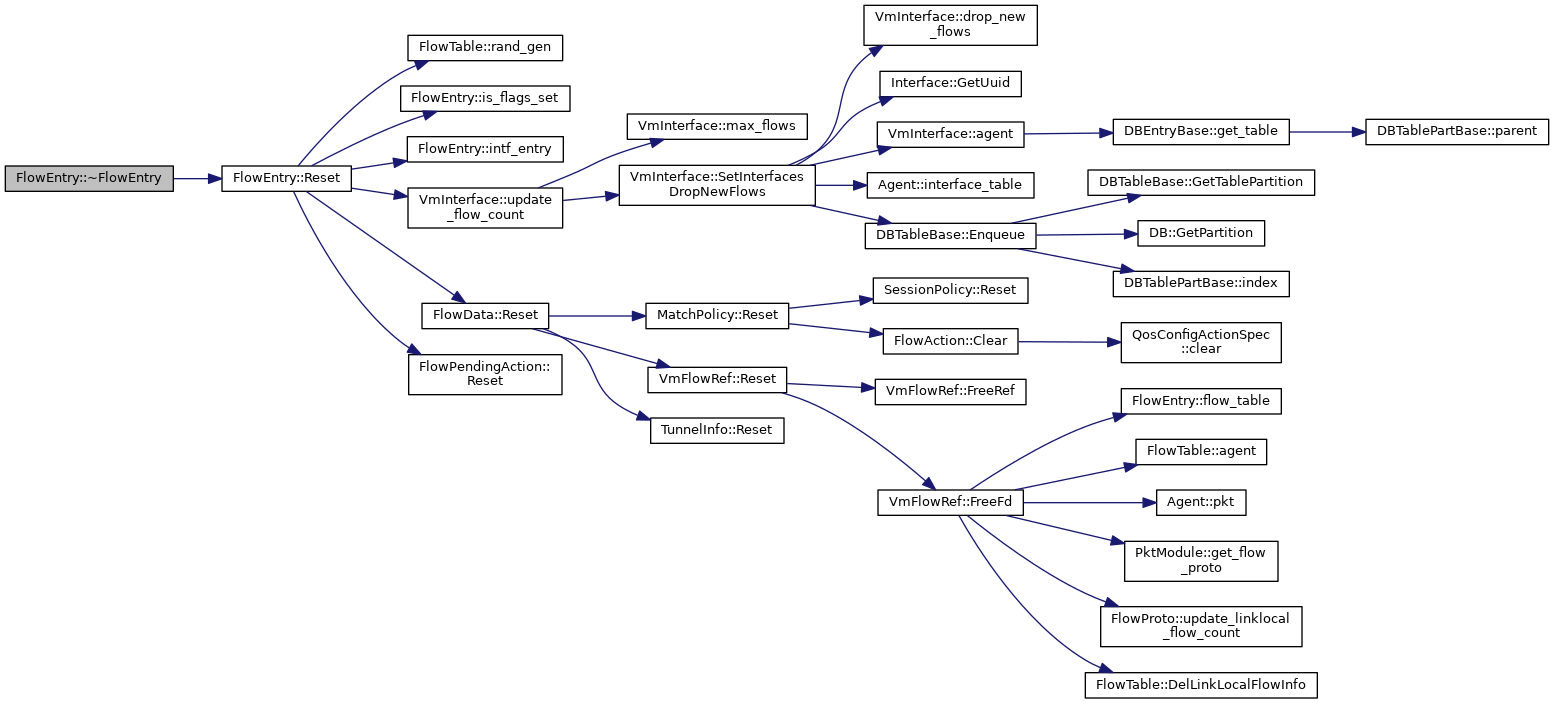 FlowEntry::~FlowEntry
FlowEntry::Reset
FlowTable::rand_gen
FlowEntry::is_flags_set
FlowEntry::intf_entry
VmInterface::update
_flow_count
FlowData::Reset
FlowPendingAction::
Reset
VmInterface::max_flows
VmInterface::SetInterfaces
DropNewFlows
MatchPolicy::Reset
VmFlowRef::Reset
TunnelInfo::Reset
VmInterface::drop_new
_flows
Interface::GetUuid
VmInterface::agent
Agent::interface_table
DBTableBase::Enqueue
SessionPolicy::Reset
FlowAction::Clear
VmFlowRef::FreeRef
VmFlowRef::FreeFd
DBEntryBase::get_table
DBTableBase::GetTablePartition
DB::GetPartition
DBTablePartBase::index
QosConfigActionSpec
::clear
FlowEntry::flow_table
FlowTable::agent
Agent::pkt
PktModule::get_flow
_proto
FlowProto::update_linklocal
_flow_count
FlowTable::DelLinkLocalFlowInfo
DBTablePartBase::parent